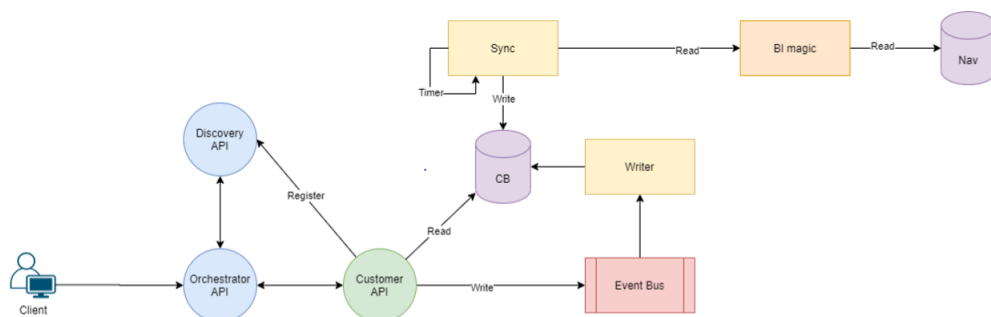 Sync
Read
BI magic
Read
Nav
Timer
Write
Discovery
API
CB
Writer
Register
Read
Client
Orchestrator
API
Customer
API
Write
Event Bus